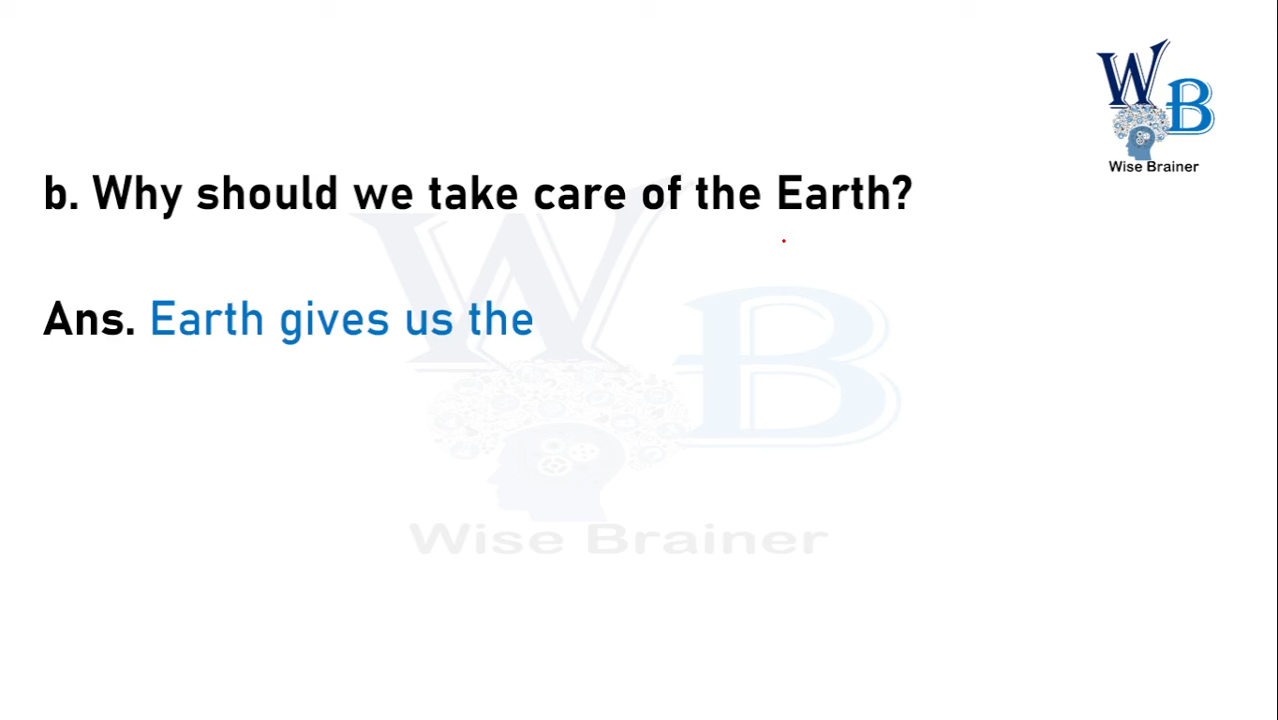 W B
Wise Brainer
b. Why should we take care of the Earth?
Ans. Earth gives us the
W B
Wise Brainer